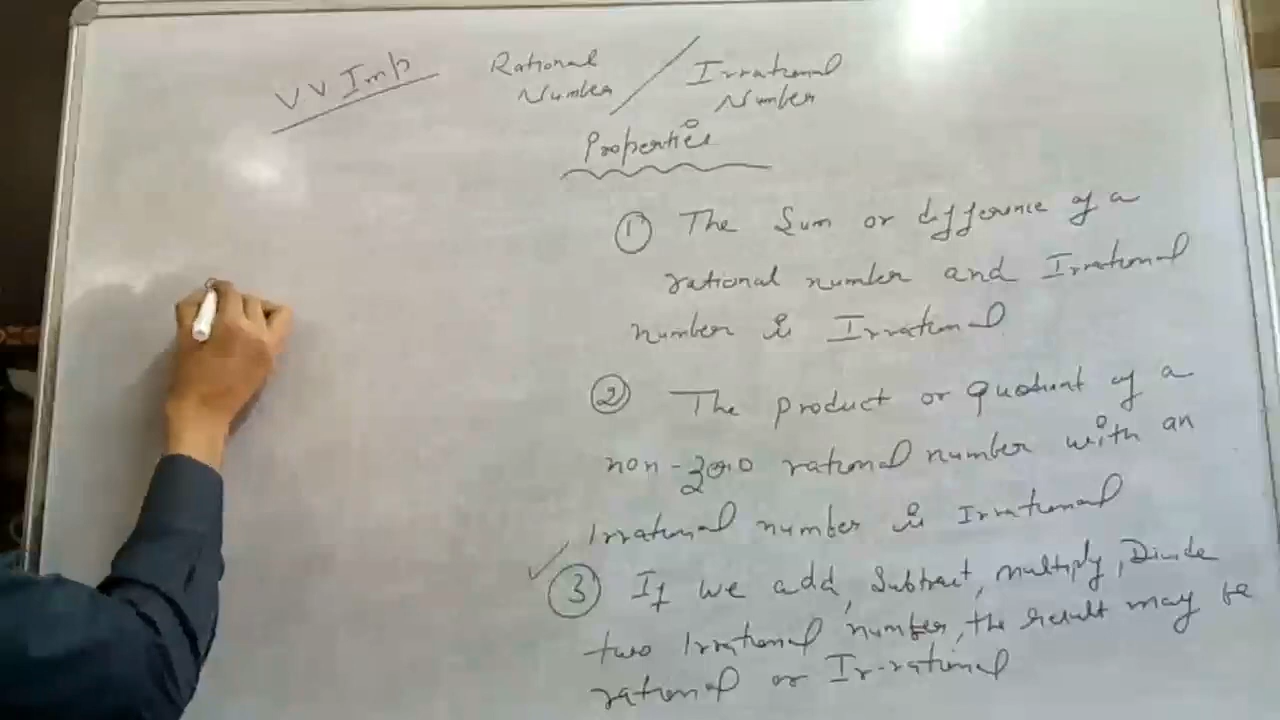 VV Imp
Rational Number / Irrational Number
Properties
① The Sum or difference of a
rational number and Irrational
number is Irrational
② The product or quotient of a
non-zero rational number with an
Irrational number is Irrational
③ If we add, Subtract, multiply, Divide
two Irrational number, the result may be
rational or Ir-rational